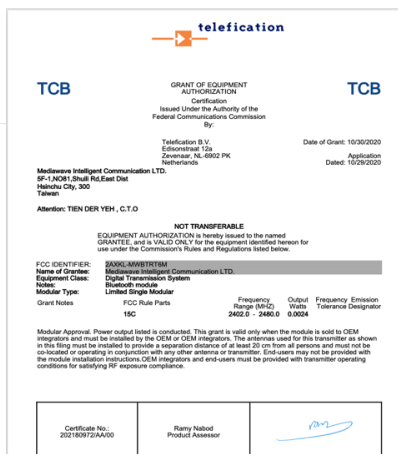 telefication
TCB
GRANT OF EQUIPMENT
AUTHORIZATION
TCB
Certification
Issued Under the Authority of the
Federal Communications Commission
By:
Telefication B.V.
Edisonstraat 12a
Zevenaar, NL-6902 PK
Netherlands
Date of Grant: 10/30/2020
Application
Dated: 10/29/2020
Mediawave Intelligent Communication LTD.
5F-1,NO81,Shuili Rd,East Dist
Hsinchu City, 300
Taiwan
Attention: TIEN DER YEH , C.T.O
NOT TRANSFERABLE
EQUIPMENT AUTHORIZATION is hereby issued to the named
GRANTEE, and is VALID ONLY for the equipment identified hereon for
use under the Commission's Rules and Regulations listed below.
FCC IDENTIFIER: 2AXKL-MWBTRT6M
Name of Grantee: Mediawave Intelligent Communication LTD.
Equipment Class: Digital Transmission System
Notes: Bluetooth module
Modular Type: Limited Single Modular
Grant Notes FCC Rule Parts Frequency Range (MHZ) Output Watts Frequency Tolerance Emission Designator
15C 2402.0 - 2480.0 0.0024
Modular Approval. Power output listed is conducted. This grant is valid only when the module is sold to OEM
integrators and must be installed by the OEM or OEM integrators. The antennas used for this transmitter as shown
in this filing must be installed to provide a separation distance of at least 20 cm from all persons and must not be
co-located or operating in conjunction with any other antenna or transmitter. End-users may not be provided with
the module installation instructions. OEM integrators and end-users must be provided with transmitter operating
conditions for satisfying RF exposure compliance.
Certificate No.:
202180972/AA/00
Ramy Nabod
Product Assessor